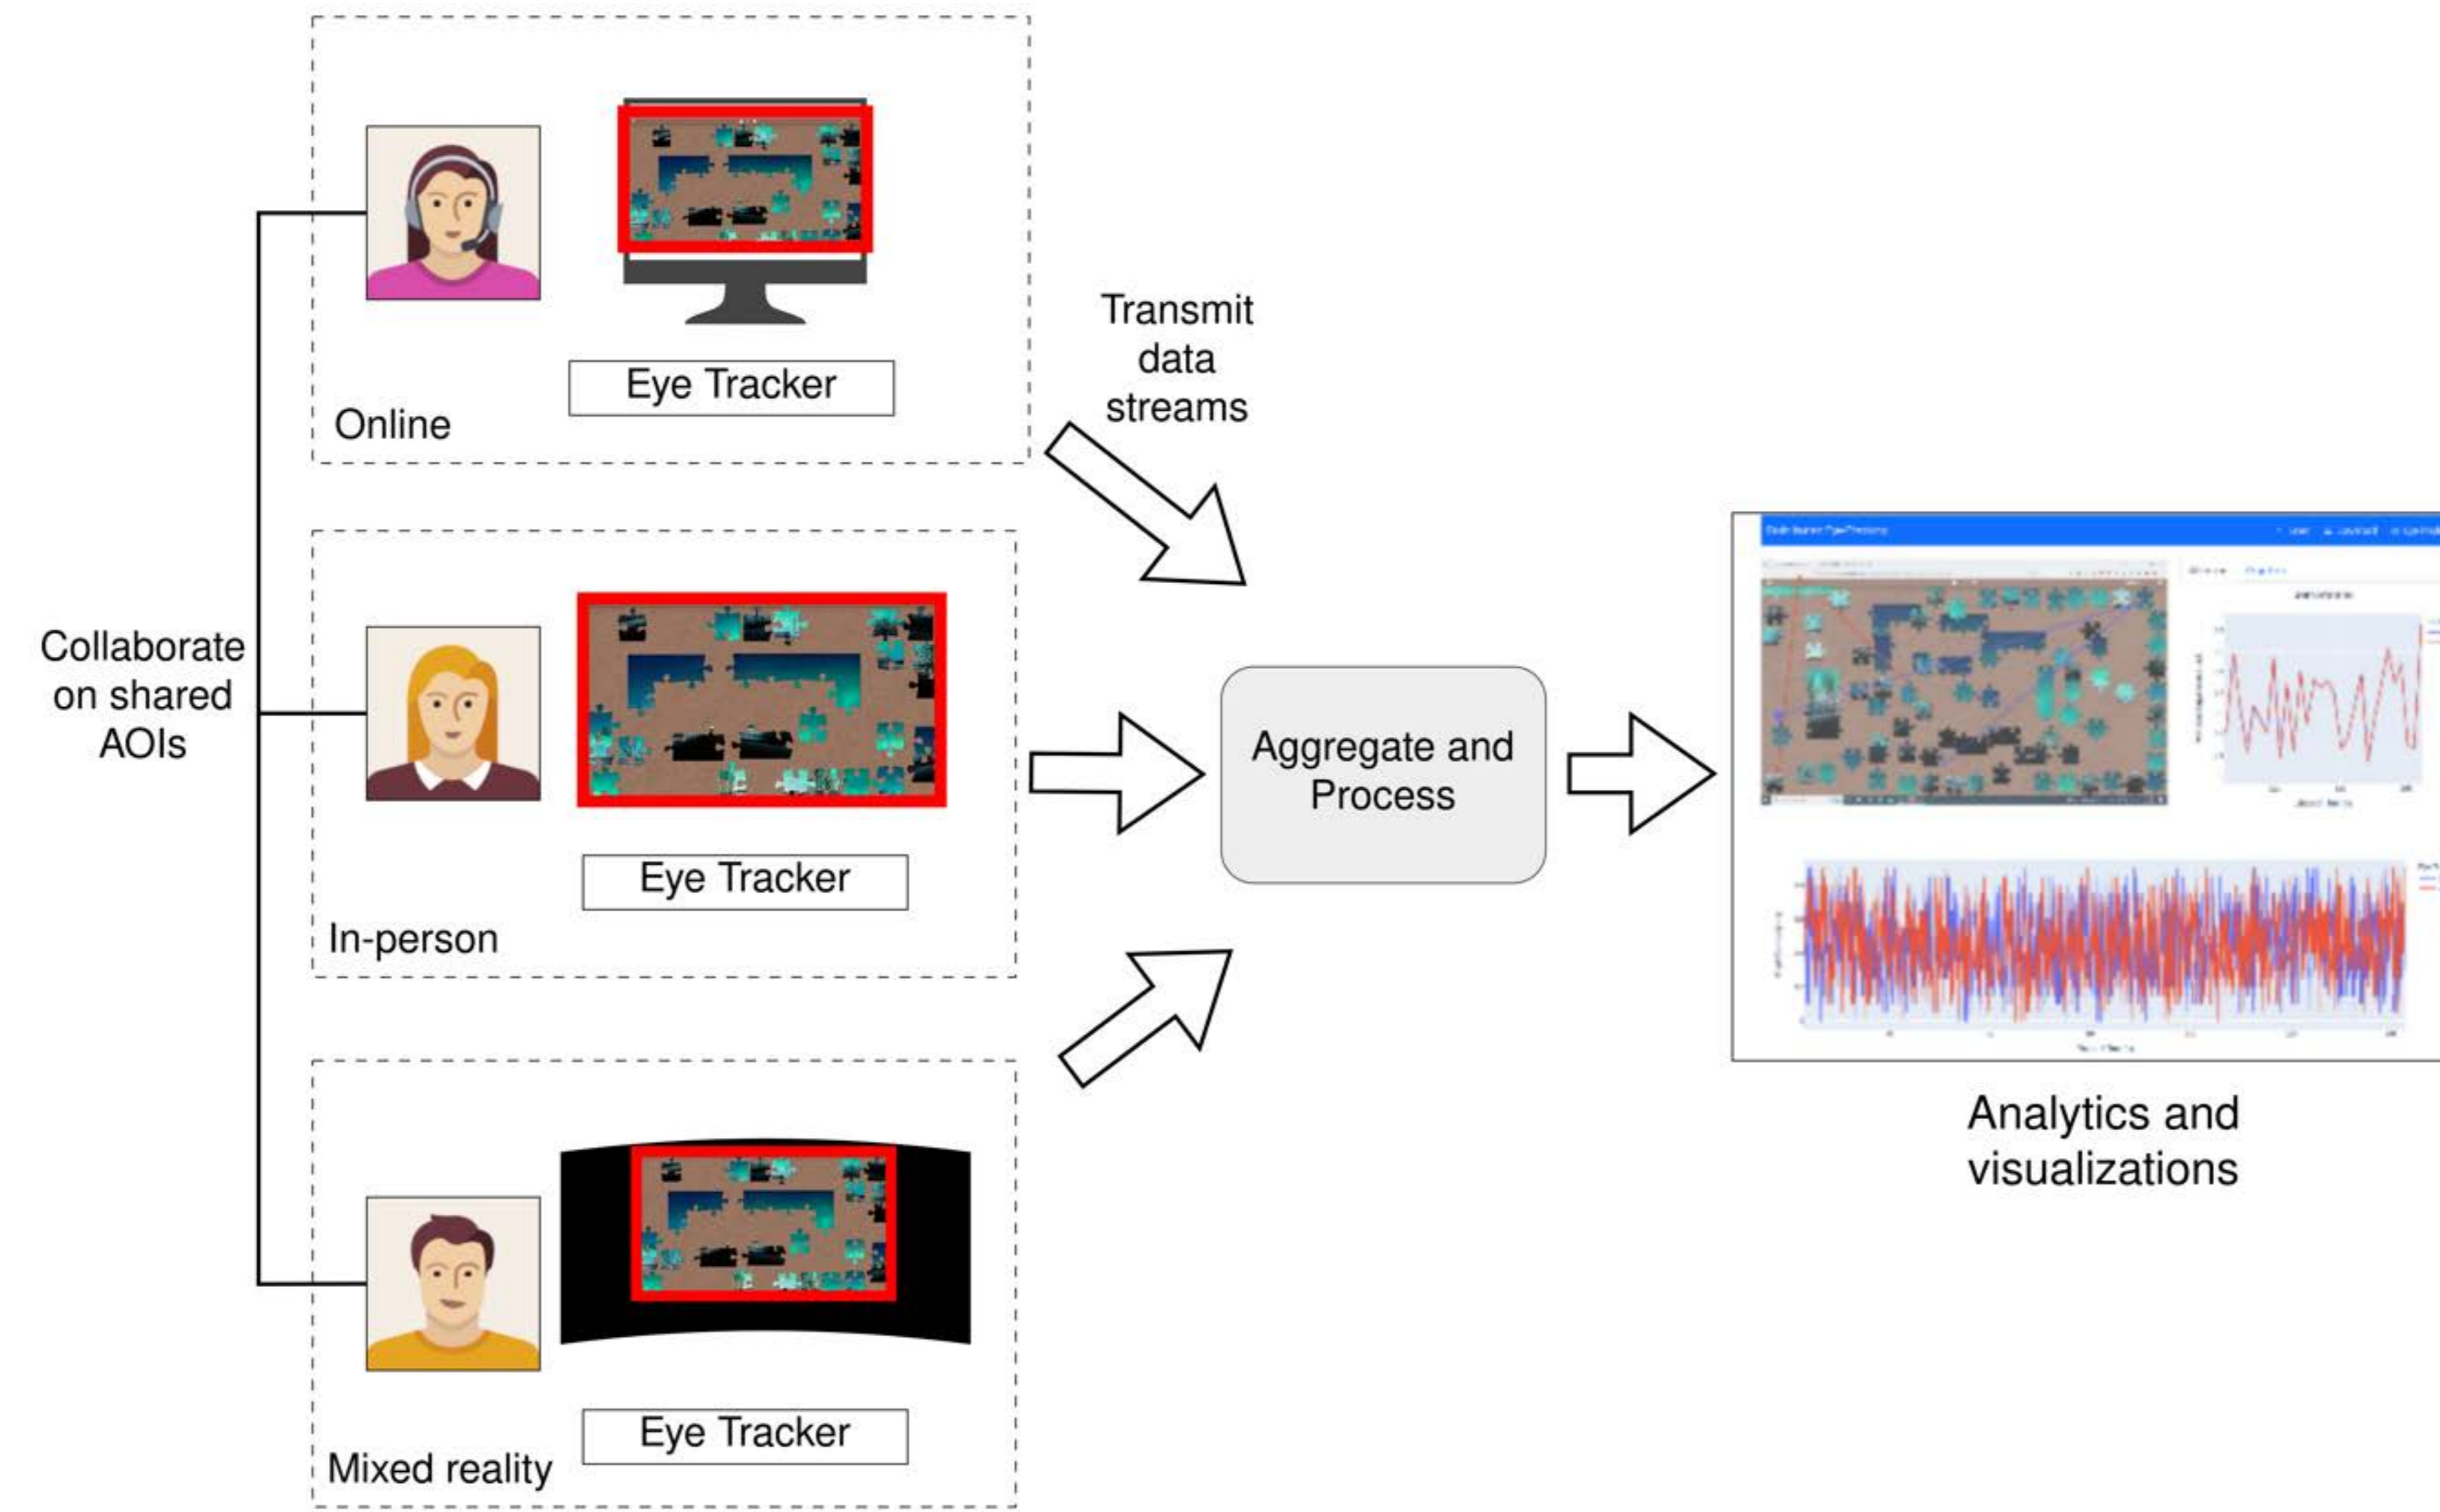 Online
Eye Tracker
Transmit
data
streams
Collaborate
on shared
AOIs
In-person
Eye Tracker
Aggregate and
Process
Mixed reality
Eye Tracker
Analytics and
visualizations